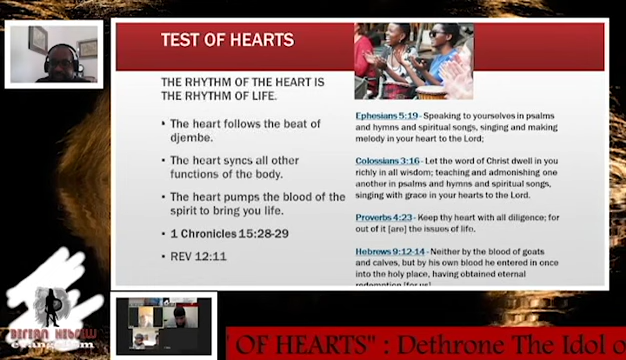 TEST OF HEARTS
THE RHYTHM OF THE HEART IS
THE RHYTHM OF LIFE.
• The heart follows the beat of
djembe.
• The heart syncs all other
functions of the body.
• The heart pumps the blood of the
spirit to bring you life.
• 1 Chronicles 15:28-29
• REV 12:11
Ephesians 5:19 - Speaking to yourselves in psalms
and hymns and spiritual songs, singing and making
melody in your heart to the Lord;
Colossians 3:16 - Let the word of Christ dwell in you
richly in all wisdom; teaching and admonishing one
another in psalms and hymns and spiritual songs,
singing with grace in your hearts to the Lord.
Proverbs 4:23 - Keep thy heart with all diligence; for
out of it [are] the issues of life.
Hebrews 9:12-14 - Neither by the blood of goats
and calves, but by his own blood he entered in once
into the holy place, having obtained eternal
redemption [for us]
BEREAN HEBREW
evangelism
OF HEARTS" : Dethrone The Idol o